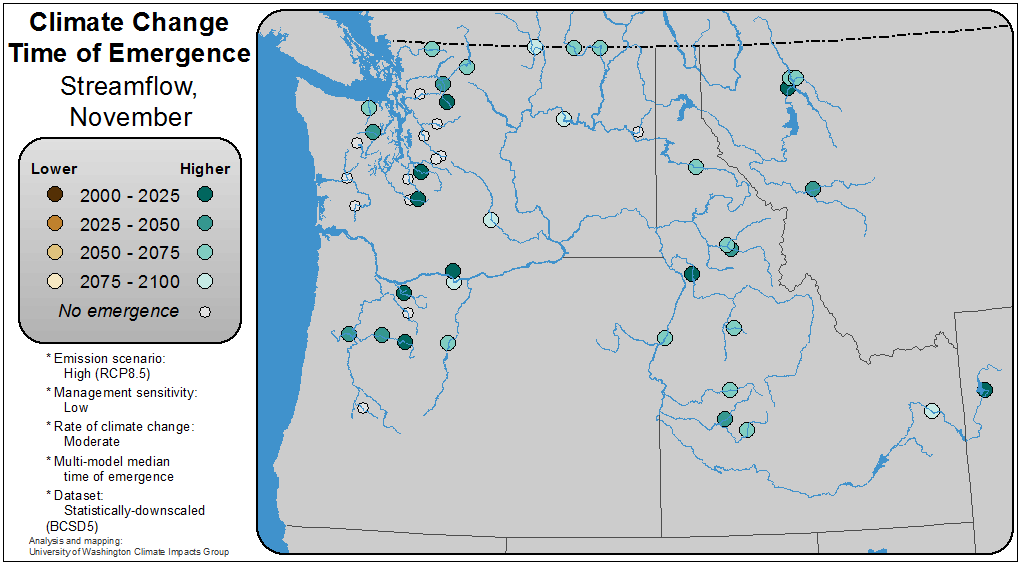 Climate Change
Time of Emergence
Streamflow,
November
Lower Higher
2000 - 2025
2025 - 2050
2050 - 2075
2075 - 2100
No emergence
* Emission scenario:
High (RCP8.5)
* Management sensitivity:
Low
* Rate of climate change:
Moderate
* Multi-model median
time of emergence
* Dataset:
Statistically-downscaled
(BCSD5)
Analysis and mapping:
University of Washington Climate Impacts Group